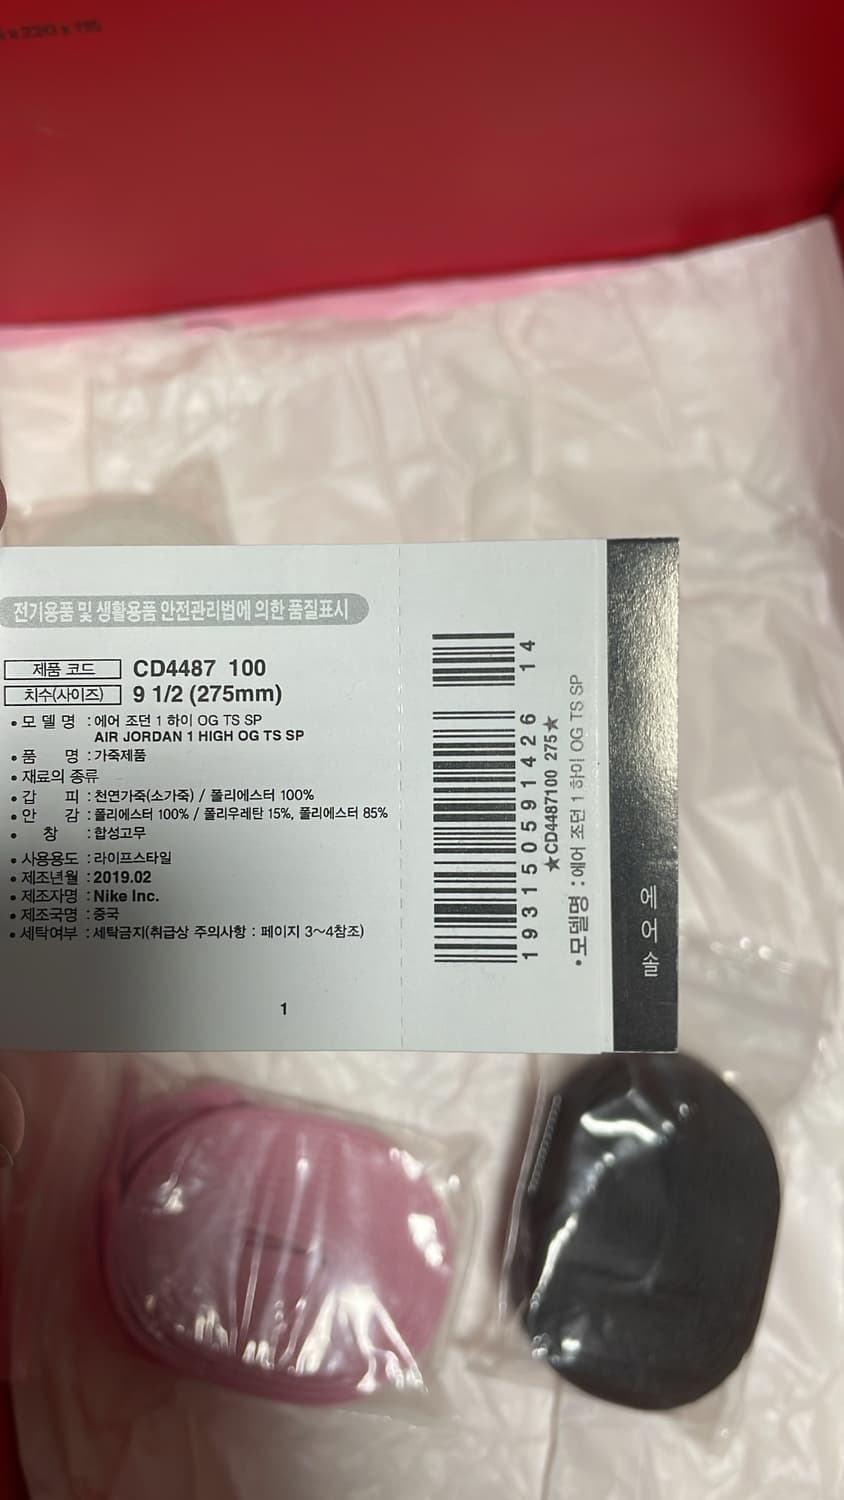 x 220 x 115
전기용품 및 생활용품 안전관리법에 의한 품질표시
제품 코드 CD4487 100
치수(사이즈) 9 1/2 (275mm)
• 모 델 명 : 에어 조던 1 하이 OG TS SP
AIR JORDAN 1 HIGH OG TS SP
• 품 명 : 가죽제품
• 재료의 종류
• 갑 피 : 천연가죽(소가죽) / 폴리에스터 100%
• 안 감 : 폴리에스터 100% / 폴리우레탄 15%, 폴리에스터 85%
• 창 : 합성고무
• 사용용도 : 라이프스타일
• 제조년월 : 2019.02
• 제조자명 : Nike Inc.
• 제조국명 : 중국
• 세탁여부 : 세탁금지(취급상 주의사항 : 페이지 3~4참조)
1
193150591426 14
★CD4487100 275★
•모델명 : 에어 조던 1 하이 OG TS SP
에어솔